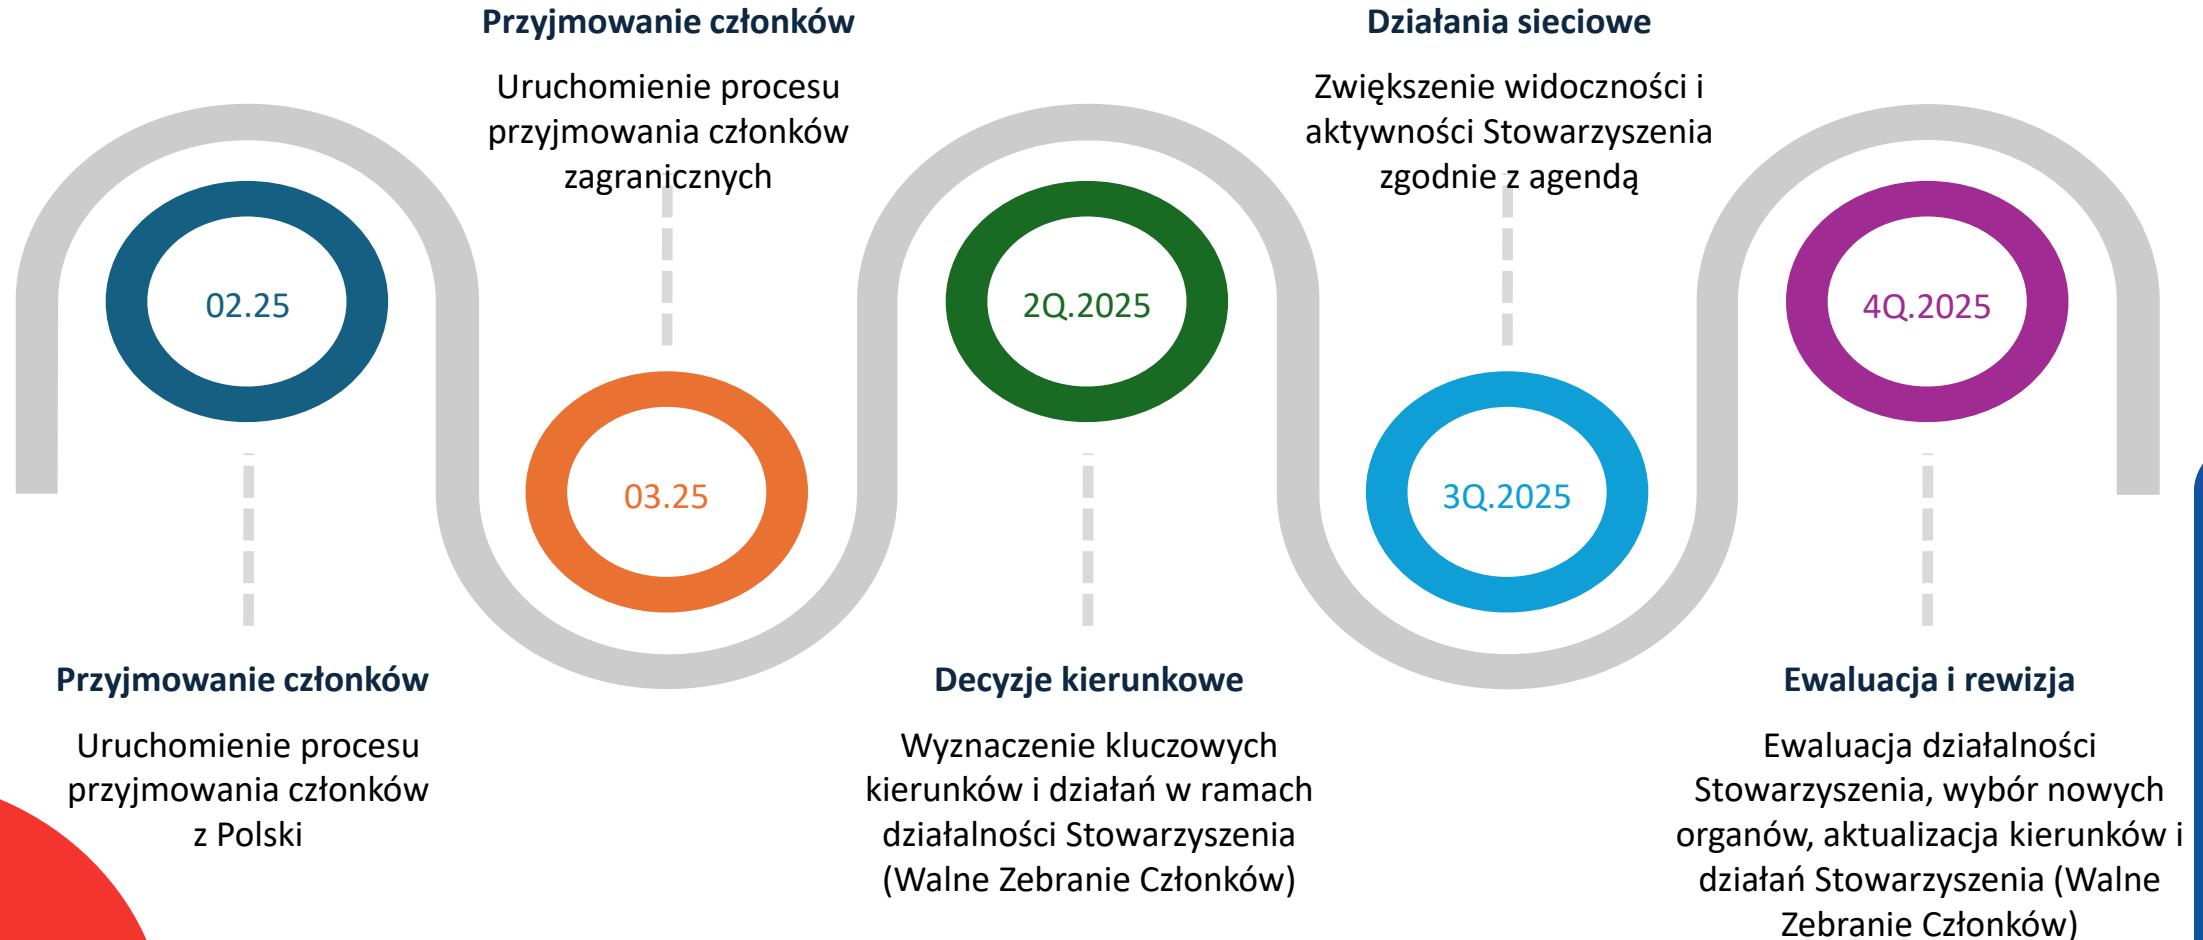 Przyjmowanie członków
Uruchomienie procesu
przyjmowania członków
zagranicznych
Działania sieciowe
Zwiększenie widoczności i
aktywności Stowarzyszenia
zgodnie z agendą
02.25
03.25
2Q.2025
3Q.2025
4Q.2025
Przyjmowanie członków
Uruchomienie procesu
przyjmowania członków
z Polski
Decyzje kierunkowe
Wyznaczenie kluczowych
kierunków i działań w ramach
działalności Stowarzyszenia
(Walne Zebranie Członków)
Ewaluacja i rewizja
Ewaluacja działalności
Stowarzyszenia, wybór nowych
organów, aktualizacja kierunków i
działań Stowarzyszenia (Walne
Zebranie Członków)